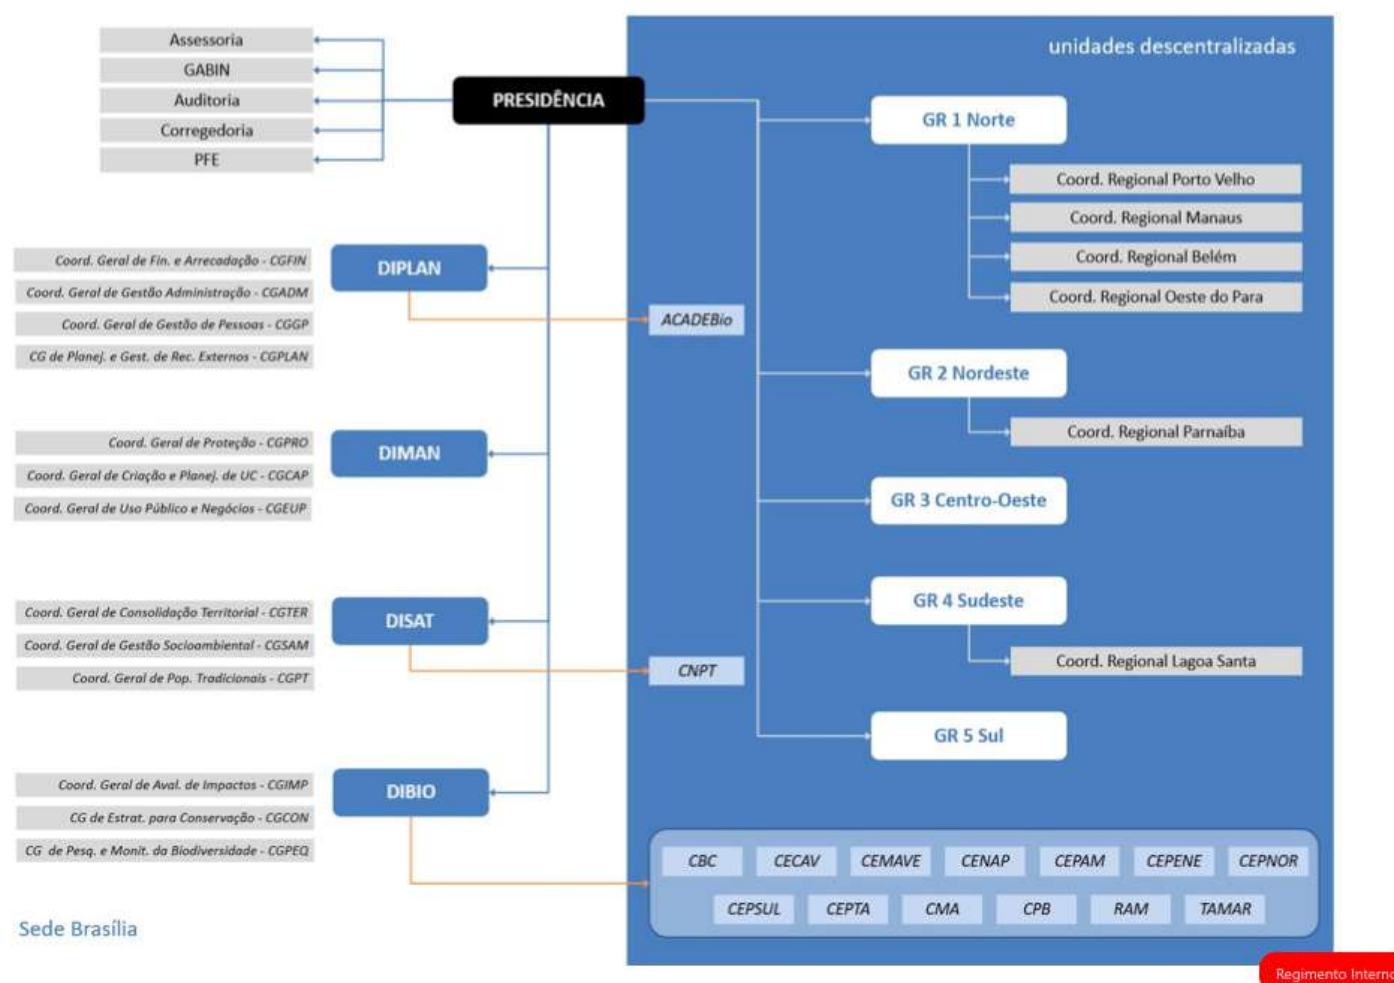 Assessoria
GABIN
Auditoria
Corregedoria
PFE
PRESIDÊNCIA
unidades descentralizadas
GR 1 Norte
Coord. Regional Porto Velho
Coord. Regional Manaus
Coord. Regional Belém
Coord. Regional Oeste do Para
DIPLAN
Coord. Geral de Fin. e Arrecadação - CGFIN
Coord. Geral de Gestão Administração - CGADM
Coord. Geral de Gestão de Pessoas - CGGP
CG de Planej. e Gest. de Rec. Externos - CGPLAN
ACADEBio
GR 2 Nordeste
Coord. Regional Parnaíba
DIMAN
Coord. Geral de Proteção - CGPRO
Coord. Geral de Criação e Planej. de UC - CGCAP
Coord. Geral de Uso Público e Negócios - CGEUP
GR 3 Centro-Oeste
DISAT
Coord. Geral de Consolidação Territorial - CGTER
Coord. Geral de Gestão Socioambiental - CGSAM
Coord. Geral de Pop. Tradicionais - CGPT
CNPT
GR 4 Sudeste
Coord. Regional Lagoa Santa
GR 5 Sul
DIBIO
Coord. Geral de Aval. de Impactos - CGIMP
CG de Estrat. para Conservação - CGCON
CG de Pesq. e Monit. da Biodiversidade - CGPEQ
CBC CECAV CEMAVE CENAP CEPAM CEPENE CEPNOR
CEPSUL CEPTA CMA CPB RAM TAMAR
Sede Brasília
Regimento Interno